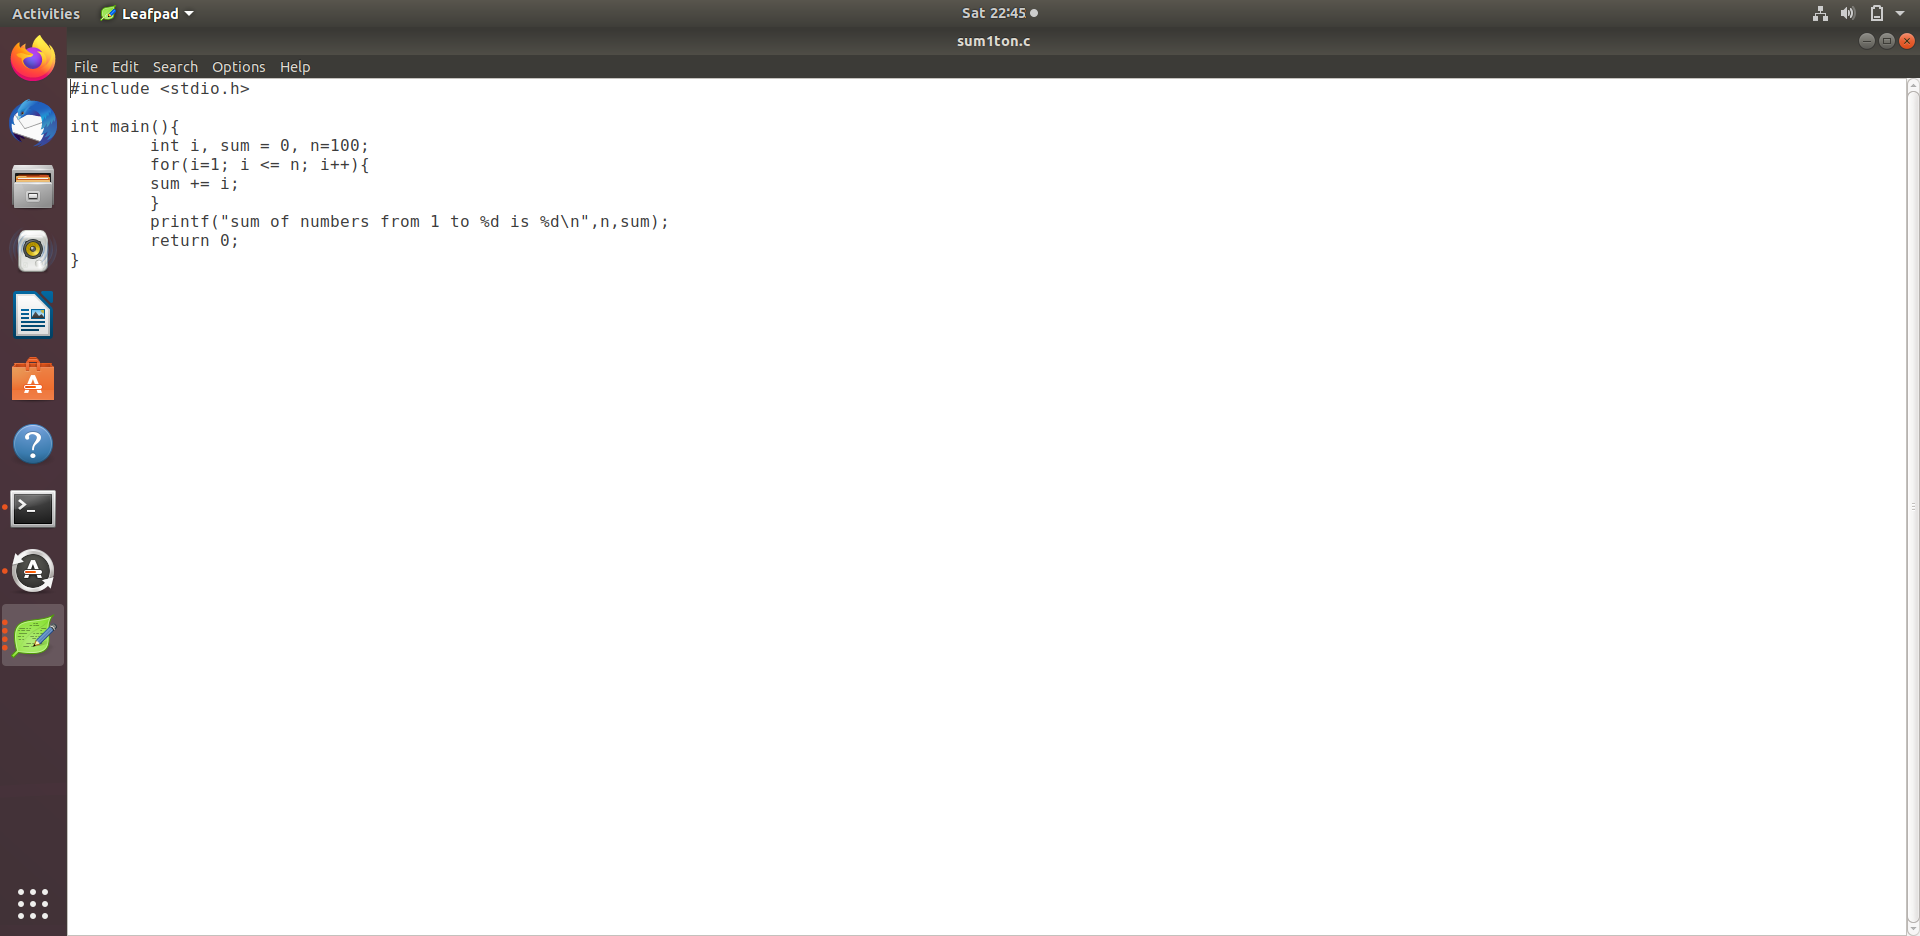 Activities Leafpad Sat 22:45
sum1ton.c
File Edit Search Options Help
#include <stdio.h>

int main(){
        int i, sum = 0, n=100;
        for(i=1; i <= n; i++){
        sum += i;
        }
        printf("sum of numbers from 1 to %d is %d\n",n,sum);
        return 0;
}